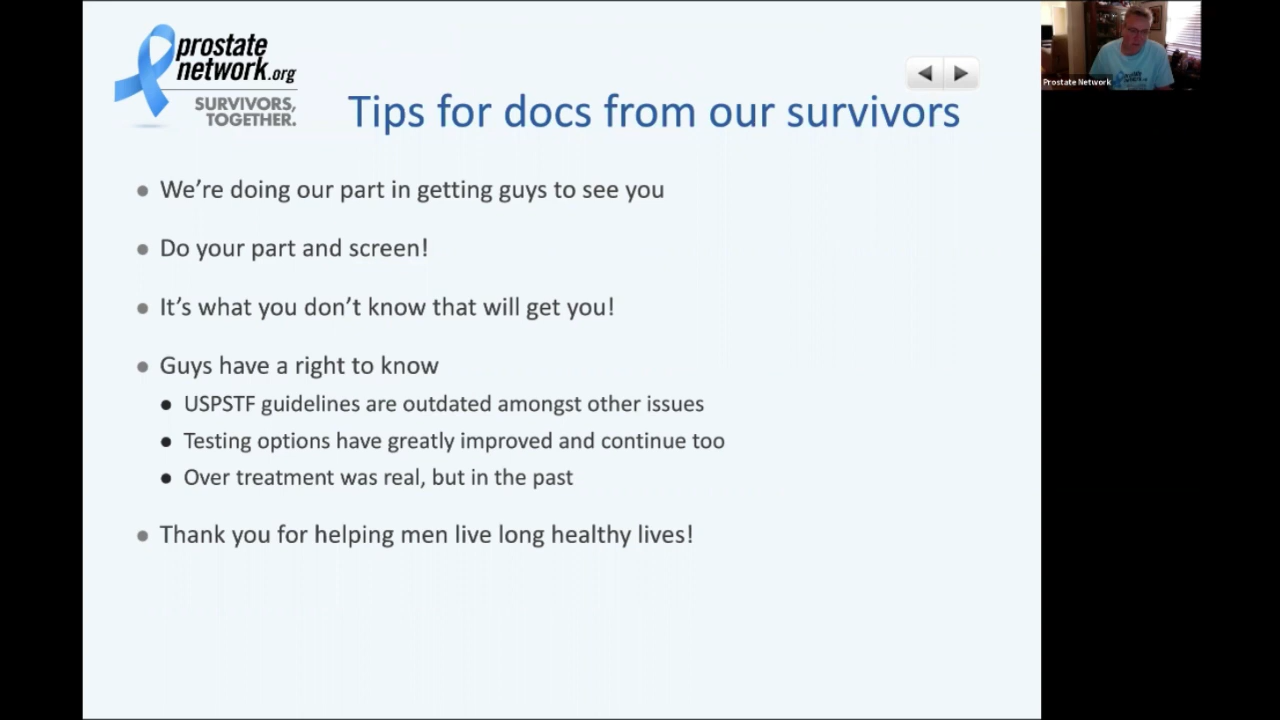 prostate
network.org
SURVIVORS,
TOGETHER.
Tips for docs from our survivors
We’re doing our part in getting guys to see you
Do your part and screen!
It’s what you don’t know that will get you!
Guys have a right to know
USPSTF guidelines are outdated amongst other issues
Testing options have greatly improved and continue too
Over treatment was real, but in the past
Thank you for helping men live long healthy lives!
Prostate Network